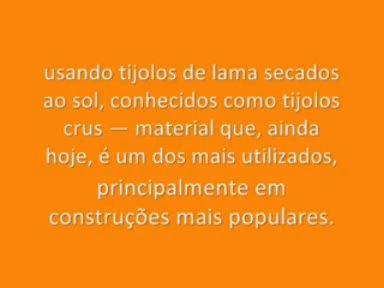 usando tijolos de lama secados
ao sol, conhecidos como tijolos
crus — material que, ainda
hoje, é um dos mais utilizados,
principalmente em
construções mais populares.